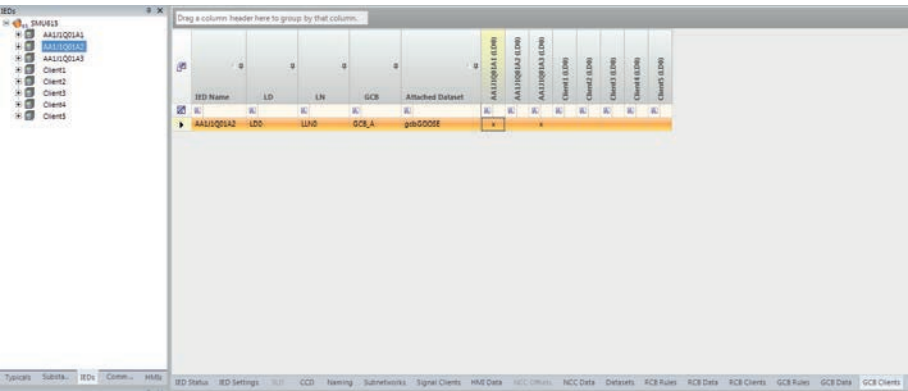 IEDs
SMU615
AA1J1Q01A1
AA1J1Q01A2
AA1J1Q01A3
Client1
Client2
Client3
Client4
Client5
Typicals Substa... IEDs Comm... HMIs
Drag a column header here to group by that column.
IED Name LD LN GCB Attached Dataset AA1J1Q01A1 (LD0) AA1J1Q01A2 (LD0) AA1J1Q01A3 (LD0) Client1 (LD0) Client2 (LD0) Client3 (LD0) Client4 (LD0) Client5 (LD0)
AA1J1Q01A2 LD0 LLN0 GCB_A gcbGOOSE x x
IED Status IED Settings CCD Naming Subnetworks Signal Clients HMI Data NCC Data Datasets RCB Rules RCB Data RCB Clients GCB Rules GCB Data GCB Clients